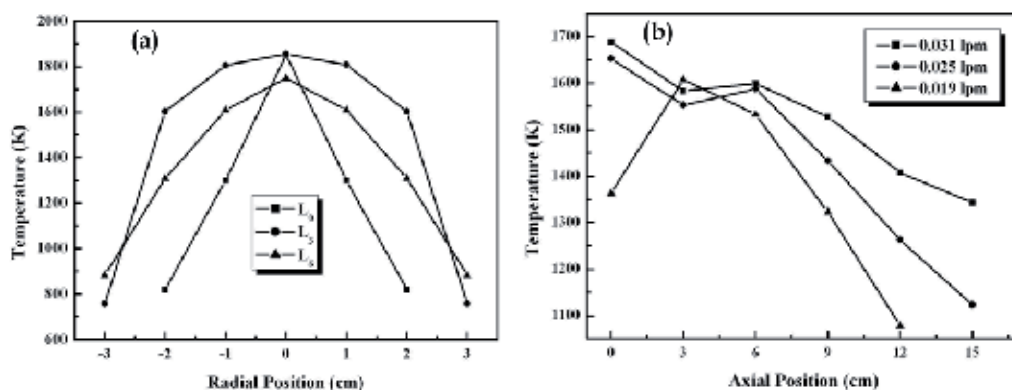 (a)
Temperature (K)
2000
1800
1600
1400
1200
1000
800
600
-3 -2 -1 0 1 2 3
Radial Position (cm)
(b)
0.031 lpm
0.025 lpm
0.019 lpm
Temperature (K)
1700
1600
1500
1400
1300
1200
1100
0 3 6 9 12 15
Axial Position (cm)